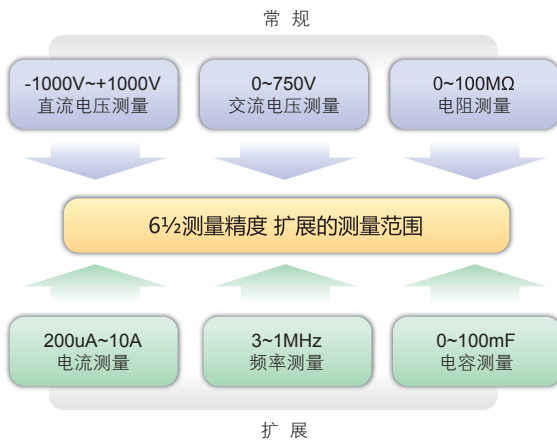 常 规
-1000V~+1000V
直流电压测量
0~750V
交流电压测量
0~100MΩ
电阻测量
6½测量精度 扩展的测量范围
200uA~10A
电流测量
3~1MHz
频率测量
0~100mF
电容测量
扩 展